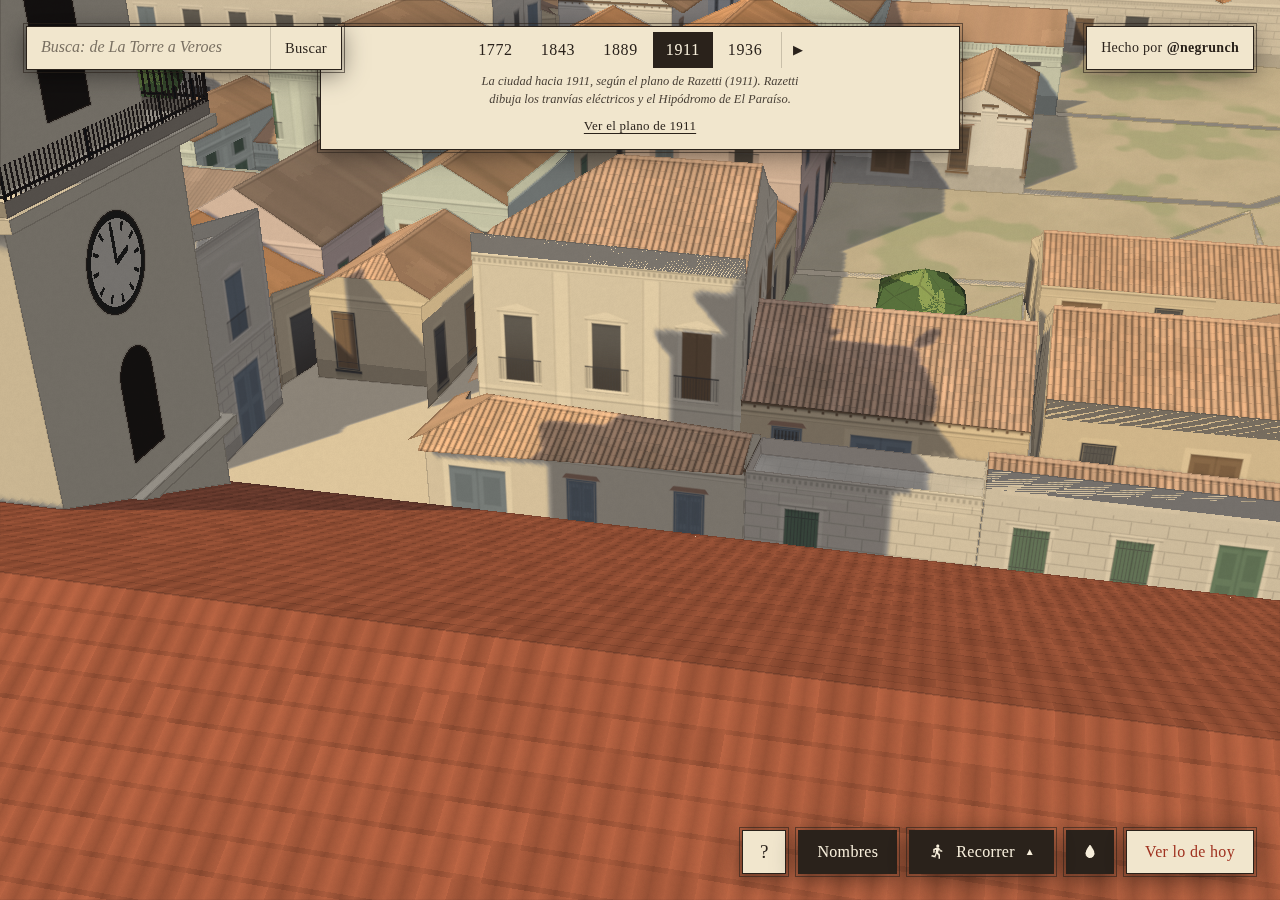 Busca: de La Torre a Veroes
Buscar
1772 1843 1889 1911 1936 ▶
La ciudad hacia 1911, según el plano de Razetti (1911). Razetti
dibuja los tranvías eléctricos y el Hipódromo de El Paraíso.
Ver el plano de 1911
Hecho por @negrunch
?
Nombres
Recorrer ▲
Ver lo de hoy